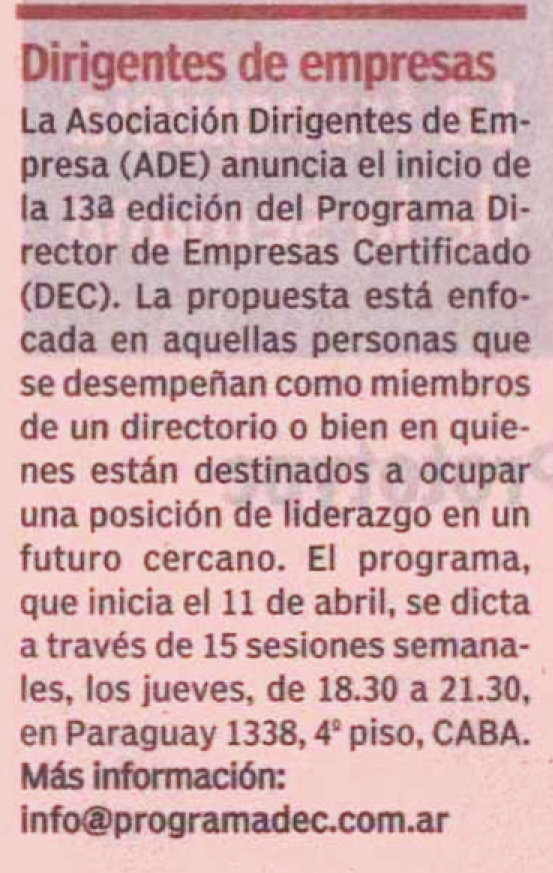 Dirigentes de empresas
La Asociación Dirigentes de Em-
presa (ADE) anuncia el inicio de
la 13ª edición del Programa Di-
rector de Empresas Certificado
(DEC). La propuesta está enfo-
cada en aquellas personas que
se desempeñan como miembros
de un directorio o bien en quie-
nes están destinados a ocupar
una posición de liderazgo en un
futuro cercano. El programa,
que inicia el 11 de abril, se dicta
a través de 15 sesiones semana-
les, los jueves, de 18.30 a 21.30,
en Paraguay 1338, 4º piso, CABA.
Más información:
info@programadec.com.ar